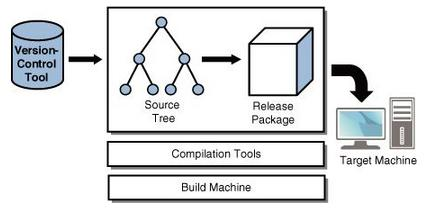 Version-
Control
Tool
Source
Tree
Release
Package
Compilation Tools
Build Machine
Target Machine